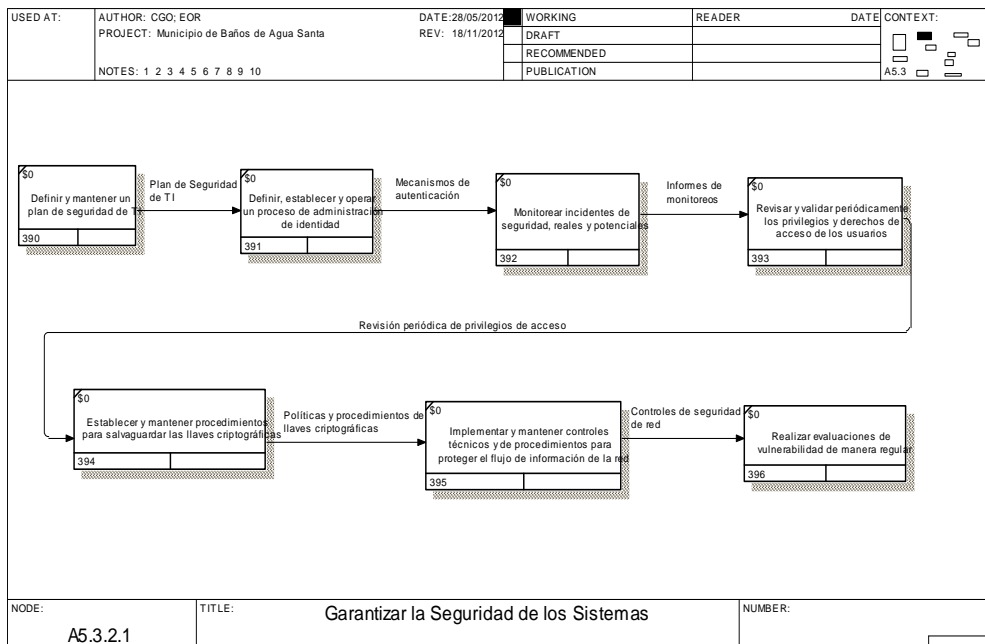 USED AT:
AUTHOR: CGO; EOR
DATE:28/05/2012
WORKING
READER
DATE
CONTEXT:
PROJECT: Municipio de Baños de Agua Santa
REV: 18/11/2012
DRAFT
RECOMMENDED
NOTES: 1 2 3 4 5 6 7 8 9 10
PUBLICATION
A5.3
$0
Definir y mantener un
plan de seguridad de TI
390
Plan de Seguridad
de TI
$0
Definir, establecer y operar
un proceso de administración
de identidad
391
Mecanismos de
autenticación
$0
Monitorear incidentes de
seguridad, reales y potenciales
392
Informes de
monitoreos
$0
Revisar y validar periódicamente
los privilegios y derechos de
acceso de los usuarios
393
Revisión periódica de privilegios de acceso
$0
Establecer y mantener procedimientos
para salvaguardar las llaves criptográficas
394
Políticas y procedimientos de
llaves criptográficas
$0
Implementar y mantener controles
técnicos y de procedimientos para
proteger el flujo de información de la red
395
Controles de seguridad
de red
$0
Realizar evaluaciones de
vulnerabilidad de manera regular
396
NODE:
A5.3.2.1
TITLE:
Garantizar la Seguridad de los Sistemas
NUMBER: